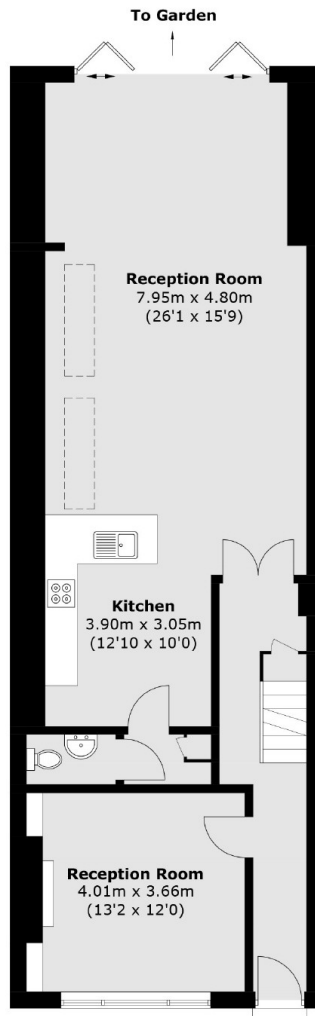 To Garden
Reception Room
7.95m x 4.80m
(26'1 x 15'9)
Kitchen
3.90m x 3.05m
(12'10 x 10'0)
Reception Room
4.01m x 3.66m
(13'2 x 12'0)